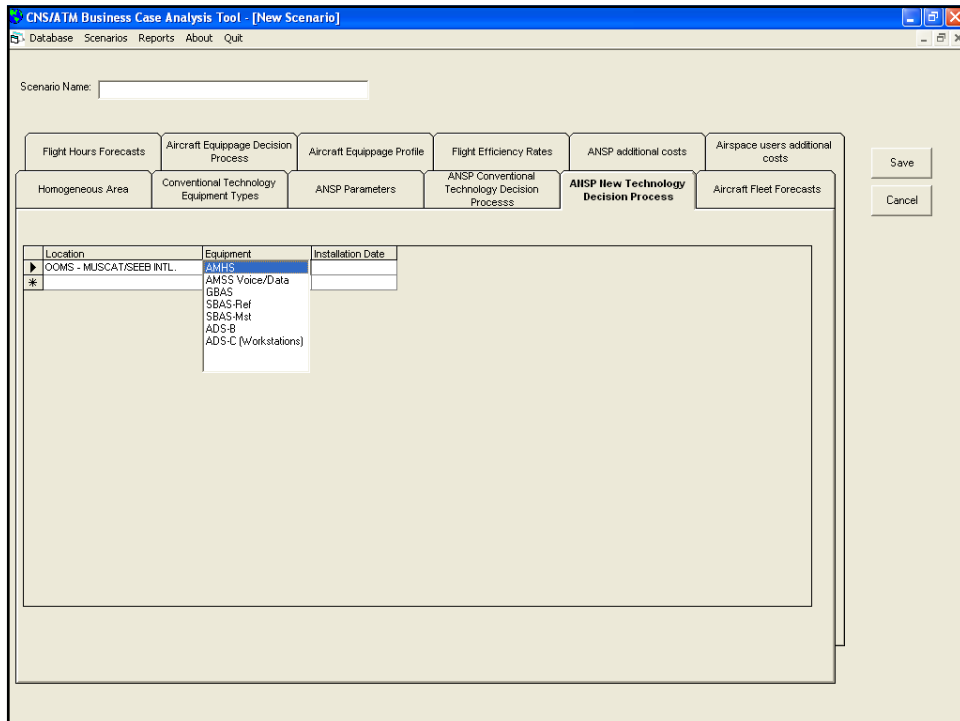 CNS/ATM Business Case Analysis Tool - [New Scenario]
Database Scenarios Reports About Quit
Scenario Name:
Flight Hours Forecasts
Aircraft Equippage Decision
Process
Aircraft Equippage Profile
Flight Efficiency Rates
ANSP additional costs
Airspace users additional
costs
Save
Homogeneous Area
Conventional Technology
Equipment Types
ANSP Parameters
ANSP Conventional
Technology Decision
Processs
ANSP New Technology
Decision Process
Aircraft Fleet Forecasts
Cancel
Location Equipment Installation Date
OOMS - MUSCAT/SEEB INTL. AMHS
AMSS Voice/Data
GBAS
SBAS-Ref
SBAS-Mst
ADS-B
ADS-C (Workstations)